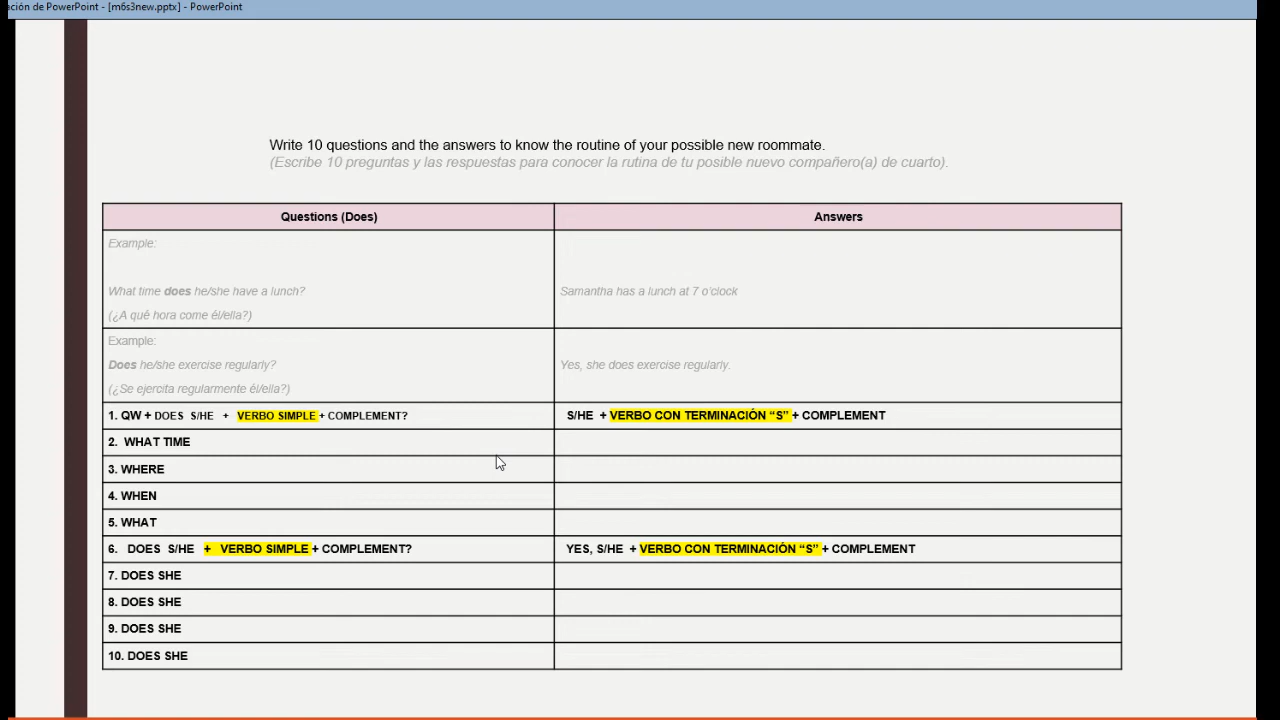 ación de PowerPoint - [m6s3new.pptx] - PowerPoint
Write 10 questions and the answers to know the routine of your possible new roommate.
(Escribe 10 preguntas y las respuestas para conocer la rutina de tu posible nuevo compañero(a) de cuarto).
Questions (Does)
Answers
Example:
What time does he/she have a lunch?
Samantha has a lunch at 7 o'clock
(¿A qué hora come él/ella?)
Example:
Does he/she exercise regularly?
Yes, she does exercise regularly.
(¿Se ejercita regularmente él/ella?)
1. QW + DOES S/HE + VERBO SIMPLE + COMPLEMENT?
S/HE + VERBO CON TERMINACIÓN “S” + COMPLEMENT
2. WHAT TIME
3. WHERE
4. WHEN
5. WHAT
6. DOES S/HE + VERBO SIMPLE + COMPLEMENT?
YES, S/HE + VERBO CON TERMINACIÓN “S” + COMPLEMENT
7. DOES SHE
8. DOES SHE
9. DOES SHE
10. DOES SHE